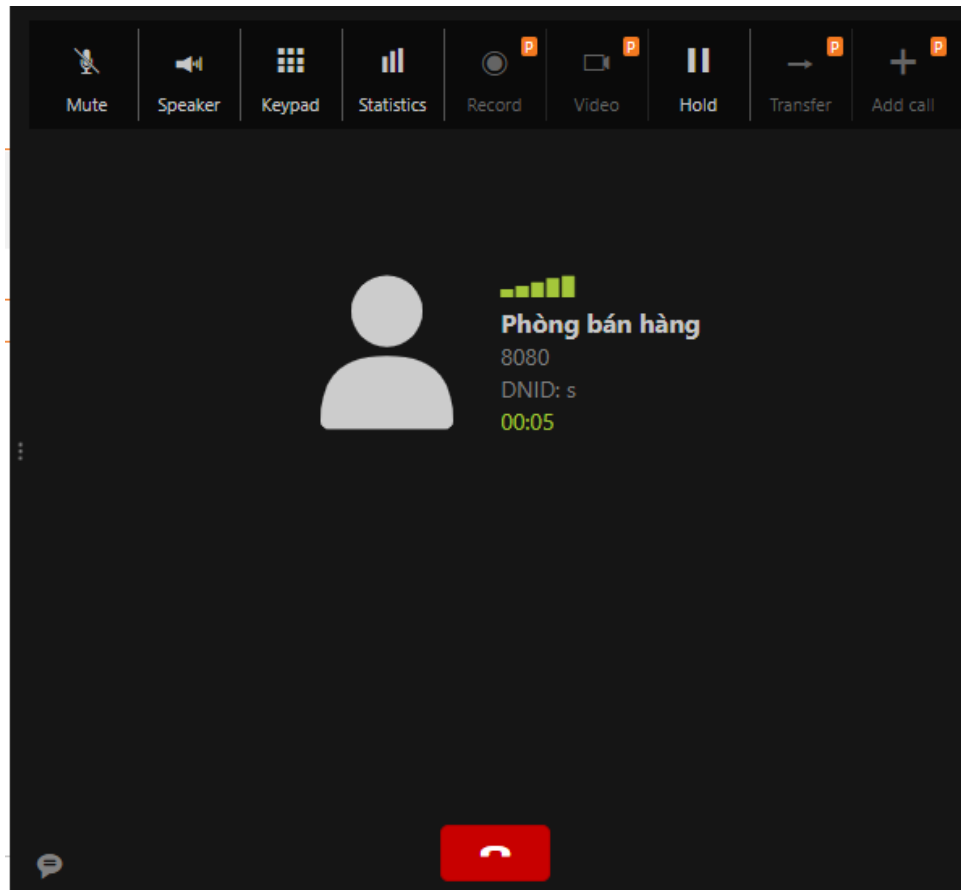 P P P P
Mute Speaker Keypad Statistics Record Video Hold Transfer Add call
Phòng bán hàng
8080
DNID: s
00:05